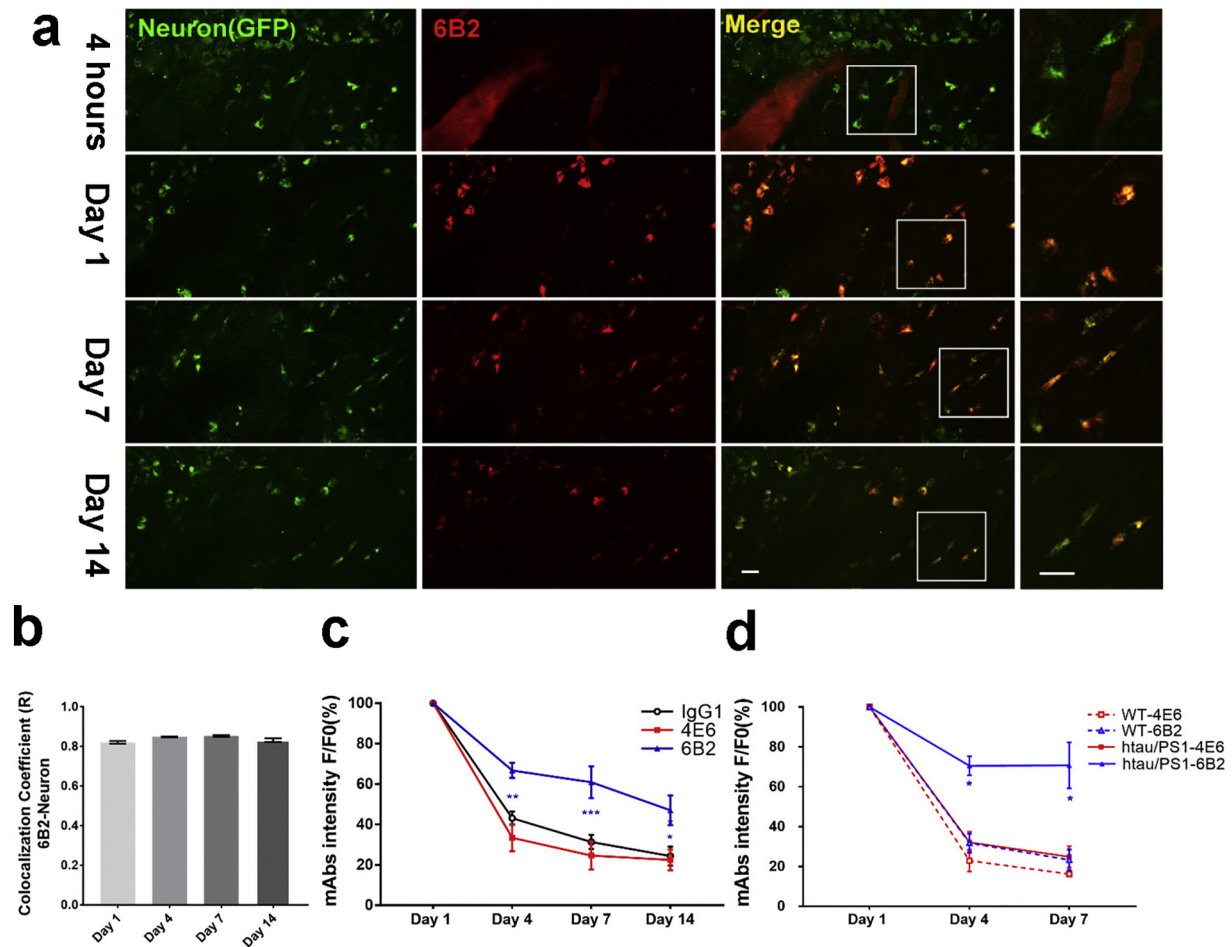 a
Neuron(GFP)
6B2
Merge
4 hours
Day 1
Day 7
Day 14
b
Colocalization Coefficient (R)
6B2-Neuron
1.0
0.8
0.6
0.4
0.2
0.0
Day 1
Day 4
Day 7
Day 14
c
mAbs intensity F/F0(%)
100
80
60
40
20
0
IgG1
4E6
6B2
**
***
*
Day 1
Day 4
Day 7
Day 14
d
mAbs intensity F/F0(%)
100
80
60
40
20
0
WT-4E6
WT-6B2
htau/PS1-4E6
htau/PS1-6B2
*
*
Day 1
Day 4
Day 7